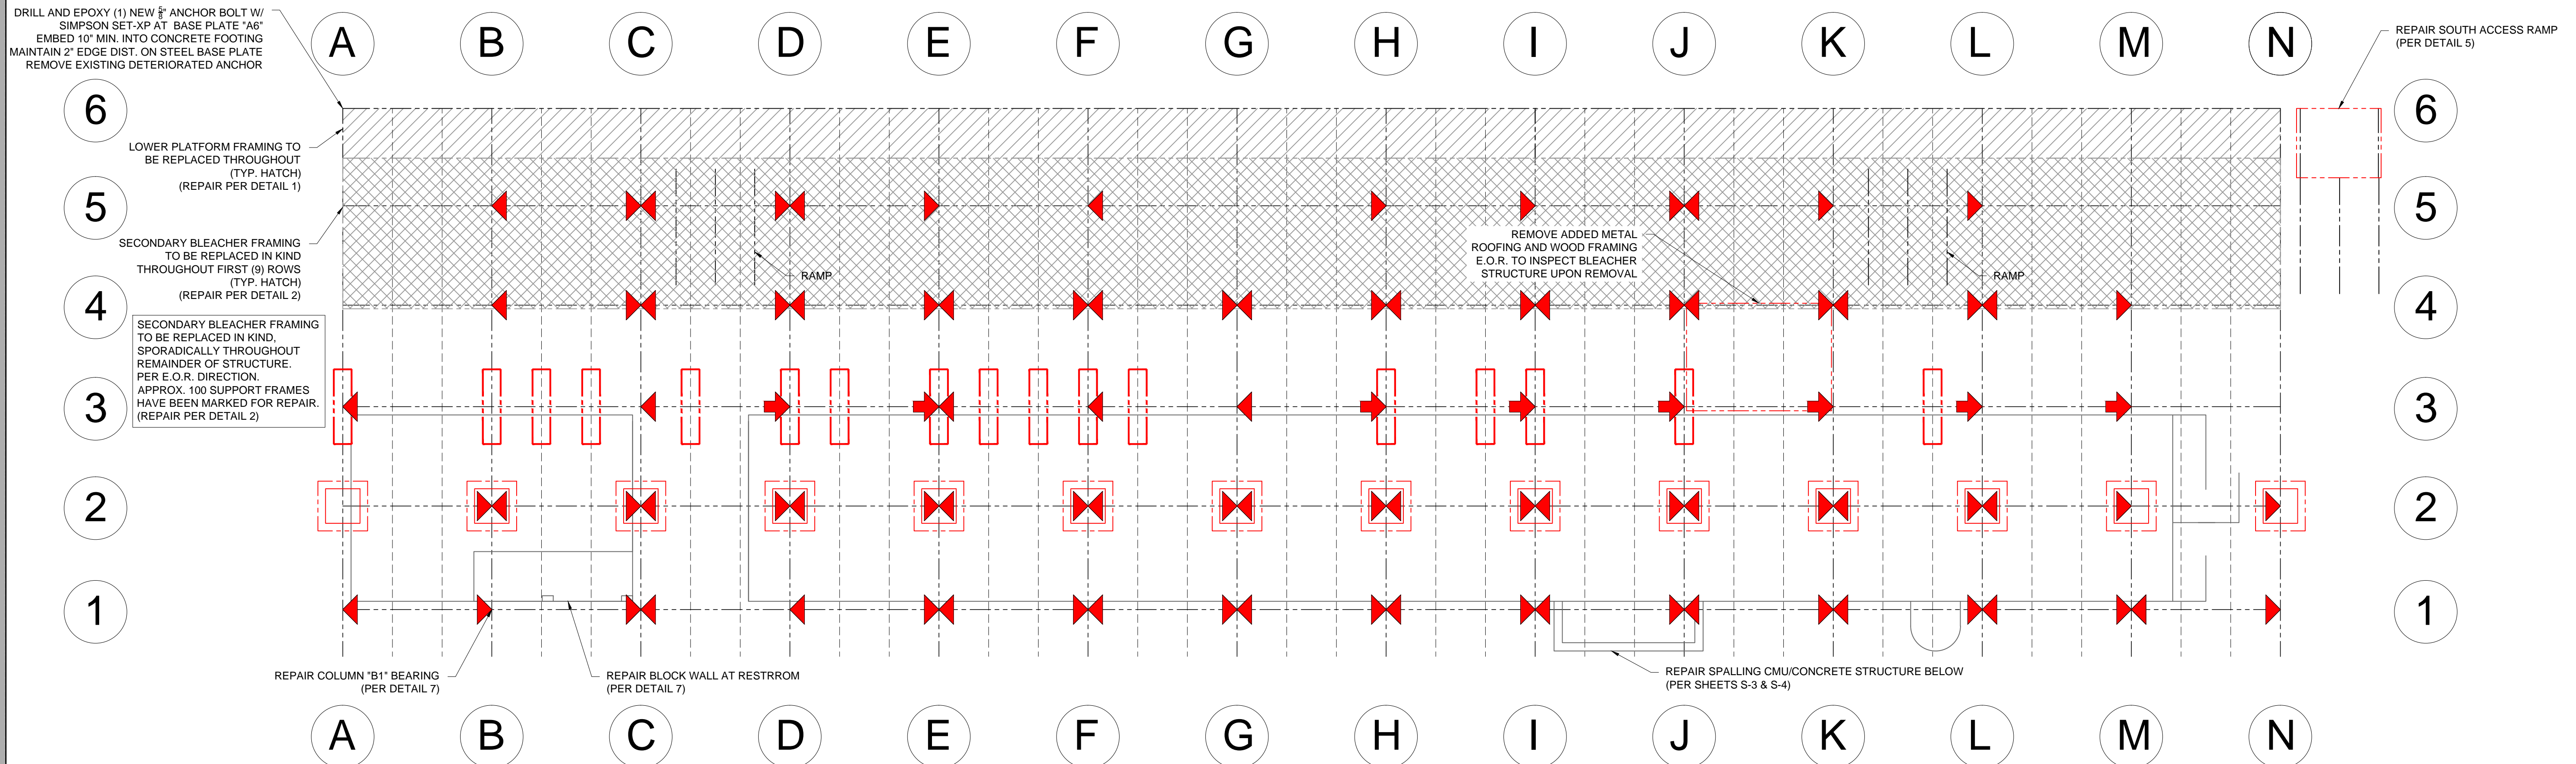 DRILL AND EPOXY (1) NEW 5/8" ANCHOR BOLT W/
SIMPSON SET-XP AT BASE PLATE "A6"
EMBED 10" MIN. INTO CONCRETE FOOTING
MAINTAIN 2" EDGE DIST. ON STEEL BASE PLATE
REMOVE EXISTING DETERIORATED ANCHOR
A B C D E F G H I J K L M N
REPAIR SOUTH ACCESS RAMP
(PER DETAIL 5)
6
6
LOWER PLATFORM FRAMING TO
BE REPLACED THROUGHOUT
(TYP. HATCH)
(REPAIR PER DETAIL 1)
5
5
SECONDARY BLEACHER FRAMING
TO BE REPLACED IN KIND
THROUGHOUT FIRST (9) ROWS
(TYP. HATCH)
(REPAIR PER DETAIL 2)
RAMP
REMOVE ADDED METAL
ROOFING AND WOOD FRAMING
E.O.R. TO INSPECT BLEACHER
STRUCTURE UPON REMOVAL
RAMP
4
4
SECONDARY BLEACHER FRAMING
TO BE REPLACED IN KIND,
SPORADICALLY THROUGHOUT
REMAINDER OF STRUCTURE.
PER E.O.R. DIRECTION.
APPROX. 100 SUPPORT FRAMES
HAVE BEEN MARKED FOR REPAIR.
(REPAIR PER DETAIL 2)
3
3
2
2
1
1
REPAIR COLUMN "B1" BEARING
(PER DETAIL 7)
REPAIR BLOCK WALL AT RESTRROM
(PER DETAIL 7)
REPAIR SPALLING CMU/CONCRETE STRUCTURE BELOW
(PER SHEETS S-3 & S-4)
A B C D E F G H I J K L M N